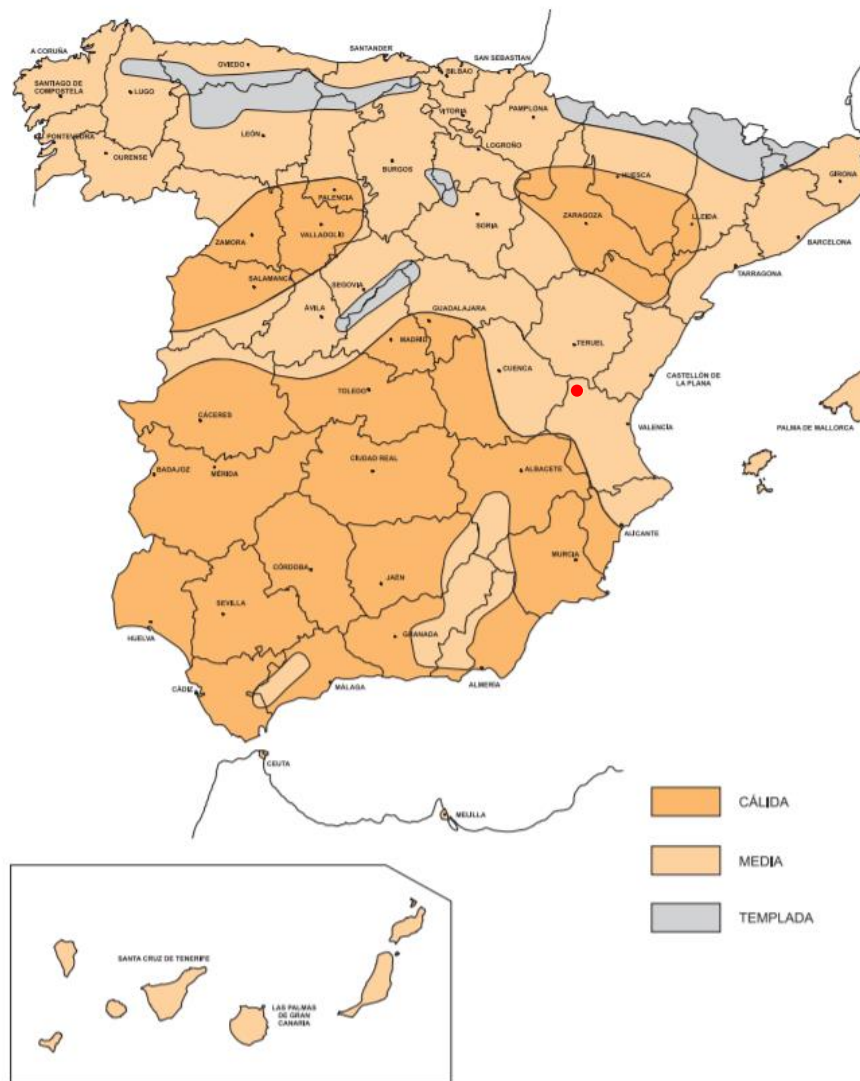 SANTANDER
A CORUÑA
OVIEDO
SAN SEBASTIAN
BILBAO
SANTIAGO DE
COMPOSTELA
LUGO
VITORIA
PAMPLONA
PONTEVEDRA
LEÓN
LOGROÑO
OURENSE
BURGOS
HUESCA
GIRONA
PALENCIA
ZAMORA
VALLADOLID
SORIA
ZARAGOZA
LLEIDA
BARCELONA
TARRAGONA
SALAMANCA
SEGOVIA
ÁVILA
GUADALAJARA
MADRID
TERUEL
CUENCA
CASTELLÓN DE
LA PLANA
TOLEDO
CÁCERES
VALENCIA
PALMA DE MALLORCA
CIUDAD REAL
BADAJOZ
MÉRIDA
ALBACETE
ALICANTE
CÓRDOBA
JAÉN
MURCIA
SEVILLA
HUELVA
GRANADA
CÁDIZ
MÁLAGA
ALMERÍA
CEUTA
MELILLA
CÁLIDA
MEDIA
TEMPLADA
SANTA CRUZ DE TENERIFE
LAS PALMAS
DE GRAN
CANARIA